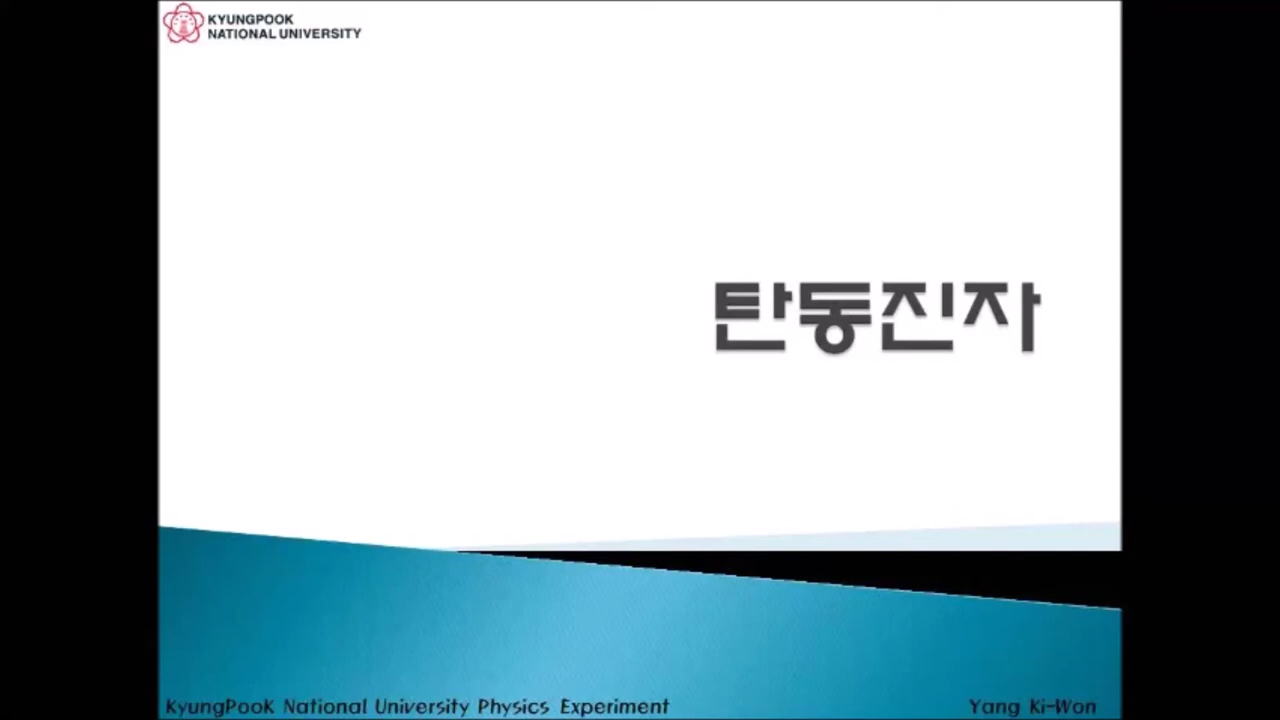 KYUNGPOOK
NATIONAL UNIVERSITY
탄동진자
KyungPooK National University Physics Experiment
Yang Ki-Won